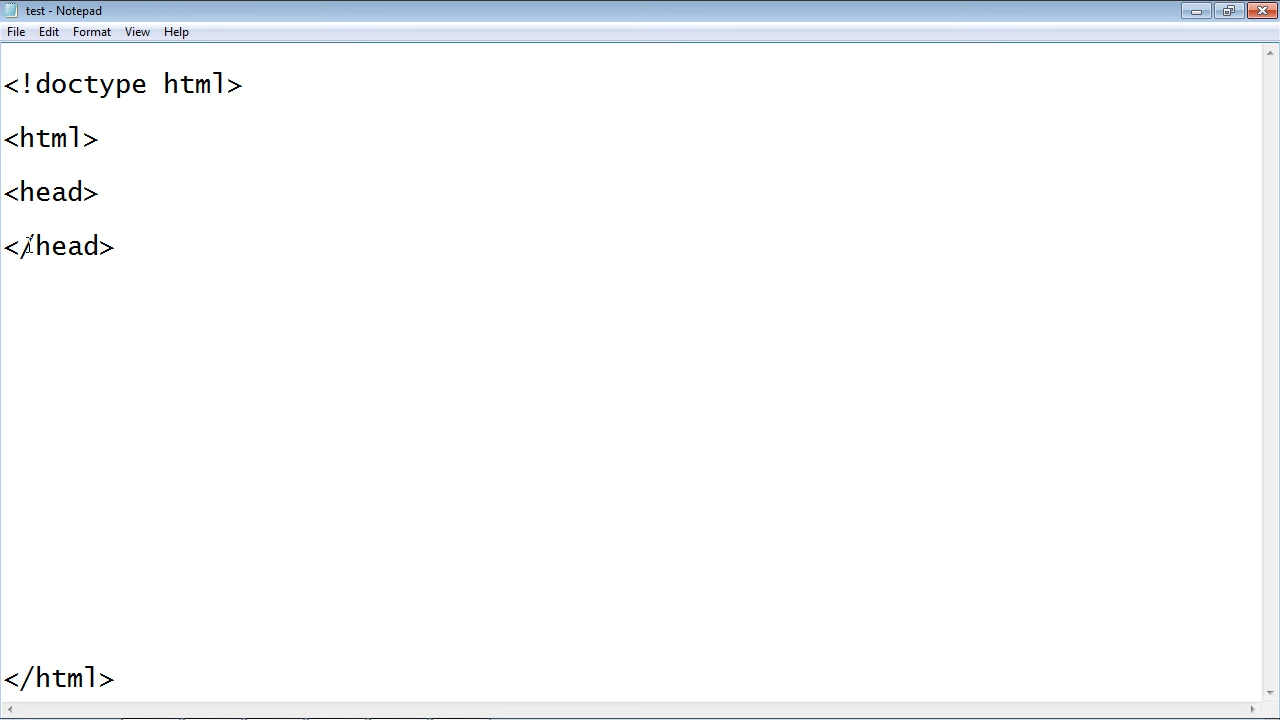 test - Notepad
File Edit Format View Help
<!doctype html>
<html>
<head>
</head>
</html>